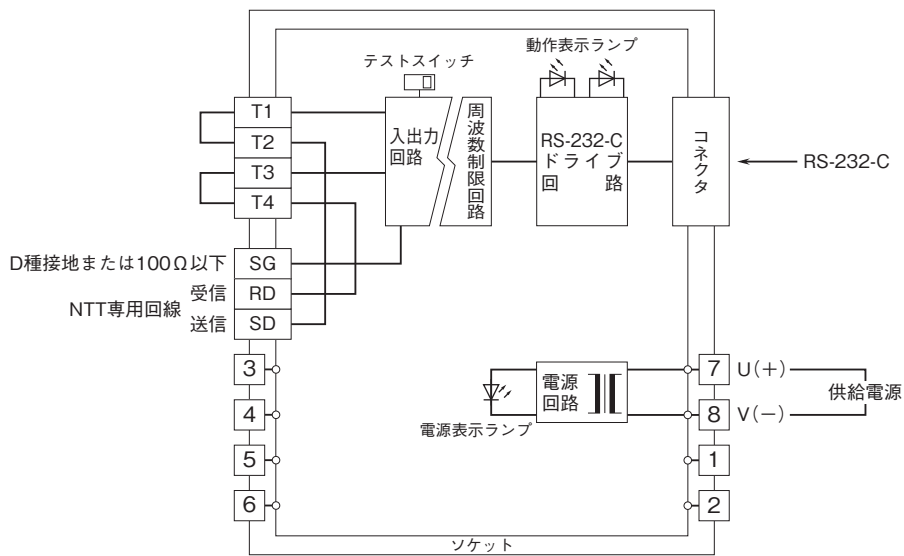 テストスイッチ
動作表示ランプ
T1
T2
T3
T4
入出力
回路
周波数制限回路
RS-232-C
ドライブ
回路
コネクタ
RS-232-C
D種接地または100Ω以下
SG
受信
RD
NTT専用回線
送信
SD
3
4
5
6
電源
回路
電源表示ランプ
7
U(+)
8
V(−)
供給電源
1
2
ソケット